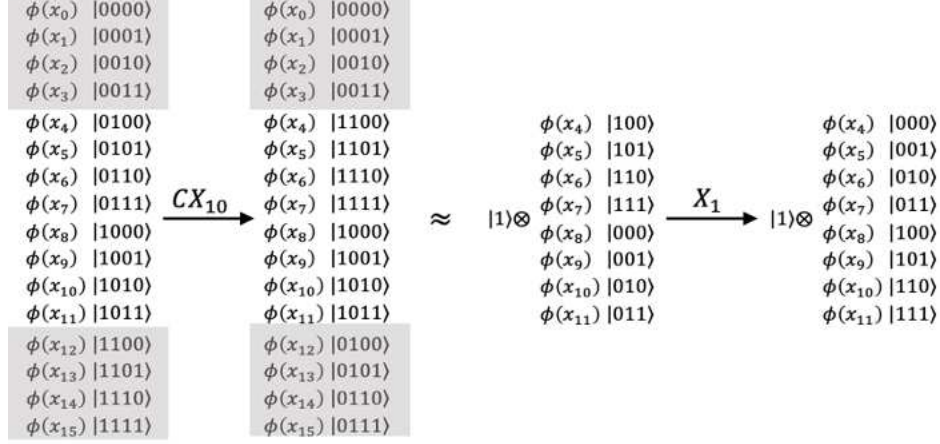 ϕ(x₀) |0000⟩ ϕ(x₀) |0000⟩
ϕ(x₁) |0001⟩ ϕ(x₁) |0001⟩
ϕ(x₂) |0010⟩ ϕ(x₂) |0010⟩
ϕ(x₃) |0011⟩ ϕ(x₃) |0011⟩
ϕ(x₄) |0100⟩ ϕ(x₄) |1100⟩ ϕ(x₄) |100⟩ ϕ(x₄) |000⟩
ϕ(x₅) |0101⟩ ϕ(x₅) |1101⟩ ϕ(x₅) |101⟩ ϕ(x₅) |001⟩
ϕ(x₆) |0110⟩ ϕ(x₆) |1110⟩ ϕ(x₆) |110⟩ ϕ(x₆) |010⟩
ϕ(x₇) |0111⟩ CX₁₀ ϕ(x₇) |1111⟩ ≈ |1⟩⊗ ϕ(x₇) |111⟩ X₁ |1⟩⊗ ϕ(x₇) |011⟩
ϕ(x₈) |1000⟩ ϕ(x₈) |1000⟩ ϕ(x₈) |000⟩ ϕ(x₈) |100⟩
ϕ(x₉) |1001⟩ ϕ(x₉) |1001⟩ ϕ(x₉) |001⟩ ϕ(x₉) |101⟩
ϕ(x₁₀) |1010⟩ ϕ(x₁₀) |1010⟩ ϕ(x₁₀) |010⟩ ϕ(x₁₀) |110⟩
ϕ(x₁₁) |1011⟩ ϕ(x₁₁) |1011⟩ ϕ(x₁₁) |011⟩ ϕ(x₁₁) |111⟩
ϕ(x₁₂) |1100⟩ ϕ(x₁₂) |0100⟩
ϕ(x₁₃) |1101⟩ ϕ(x₁₃) |0101⟩
ϕ(x₁₄) |1110⟩ ϕ(x₁₄) |0110⟩
ϕ(x₁₅) |1111⟩ ϕ(x₁₅) |0111⟩